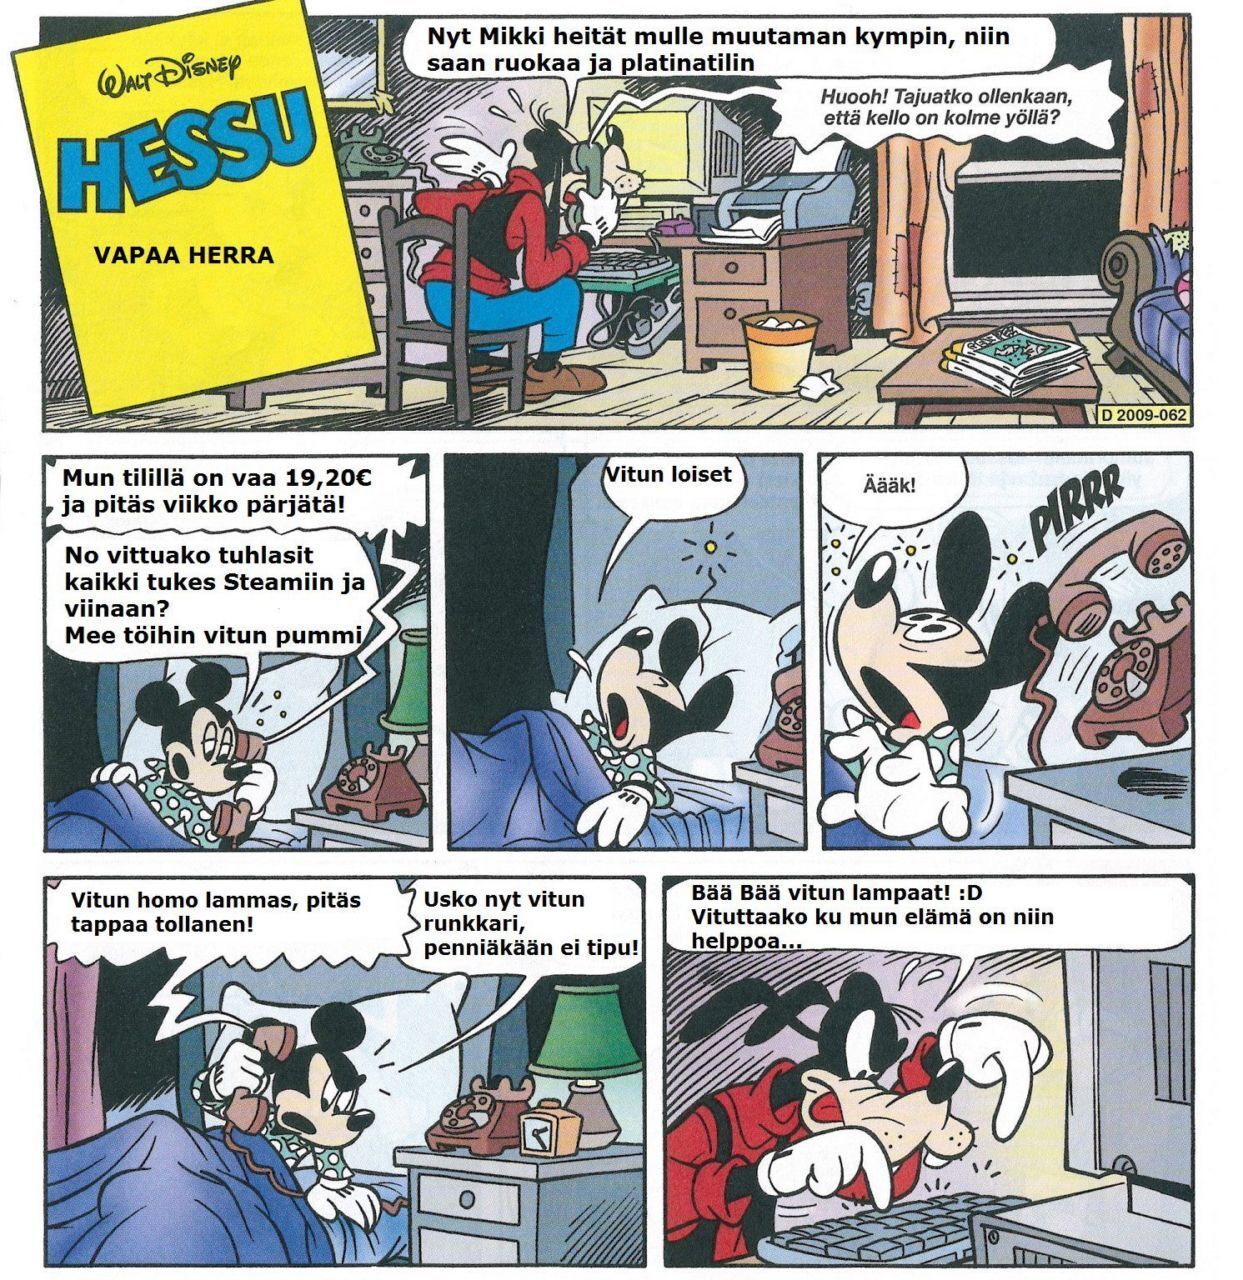 Walt Disney
HESSU
VAPAA HERRA
Nyt Mikki heität mulle muutaman kympin, niin
saan ruokaa ja platinatilin
Huooh! Tajuatko ollenkaan,
että kello on kolme yöllä?
D 2009-062
Mun tilillä on vaa 19,20€
ja pitäs viikko pärjätä!
No vittuako tuhlasit
kaikki tukes Steamiin ja
viinaan?
Mee töihin vitun pummi
Vitun loiset
Äääk!
PIRRR
Vitun homo lammas, pitäs
tappaa tollanen!
Usko nyt vitun
runkkari,
penniäkään ei tipu!
Bää Bää vitun lampaat! :D
Vituttaako ku mun elämä on niin
helppoa...